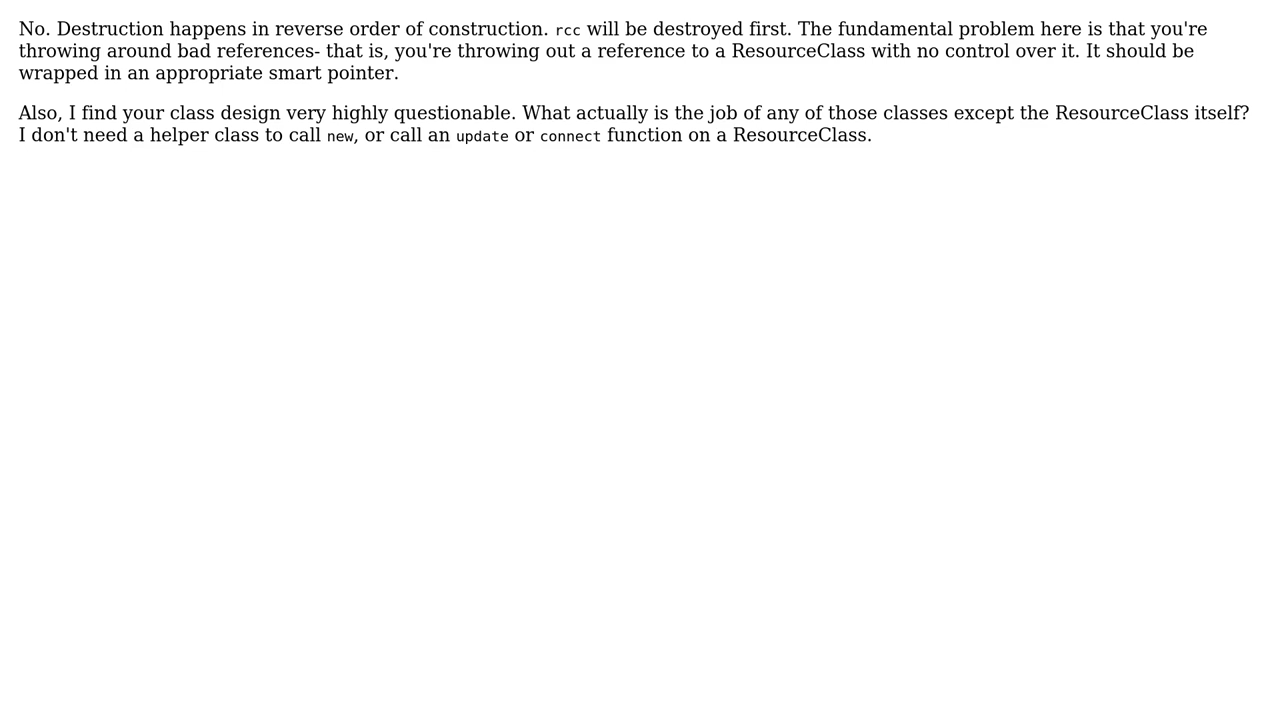 No. Destruction happens in reverse order of construction. rcc will be destroyed first. The fundamental problem here is that you're
throwing around bad references- that is, you're throwing out a reference to a ResourceClass with no control over it. It should be
wrapped in an appropriate smart pointer.
Also, I find your class design very highly questionable. What actually is the job of any of those classes except the ResourceClass itself?
I don't need a helper class to call new, or call an update or connect function on a ResourceClass.